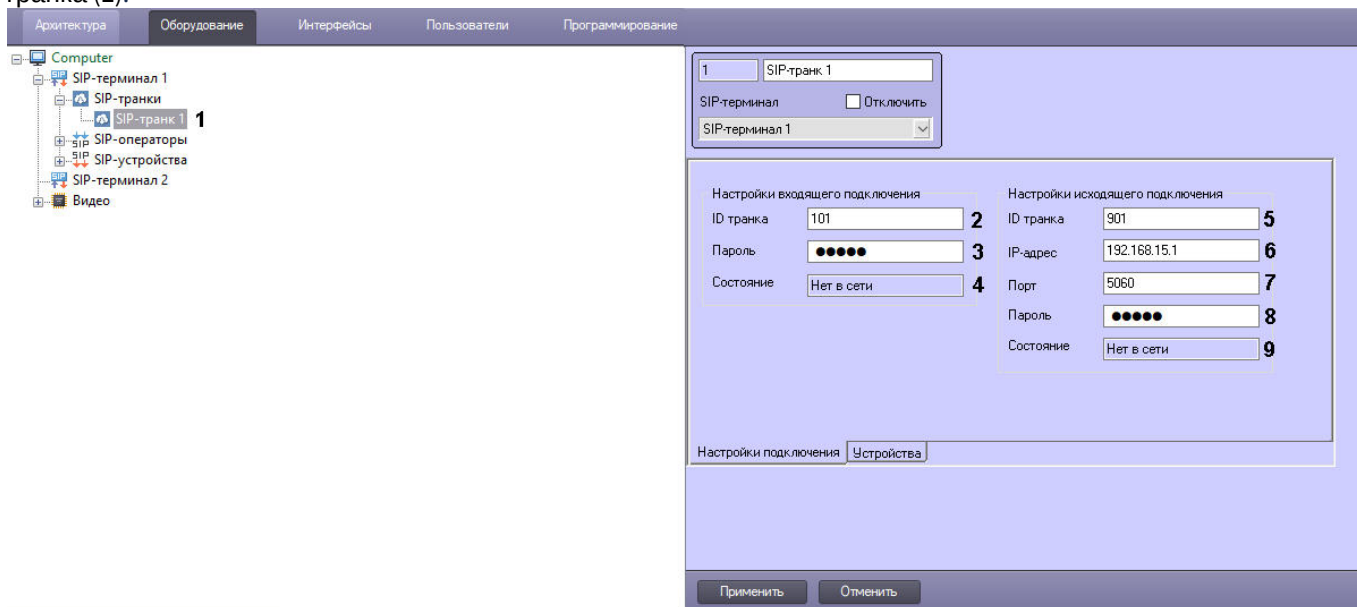 транка (2).
Архитектура Оборудование Интерфейсы Пользователи Программирование
Computer
SIP-терминал 1
SIP-транки
SIP-транк 1 1
SIP-операторы
SIP-устройства
SIP-терминал 2
Видео
1 SIP-транк 1
SIP-терминал Отключить
SIP-терминал 1
Настройки входящего подключения
ID транка 101 2
Пароль ●●●●● 3
Состояние Нет в сети 4
Настройки исходящего подключения
ID транка 901 5
IP-адрес 192.168.15.1 6
Порт 5060 7
Пароль ●●●●● 8
Состояние Нет в сети 9
Настройки подключения Устройства
Применить Отменить